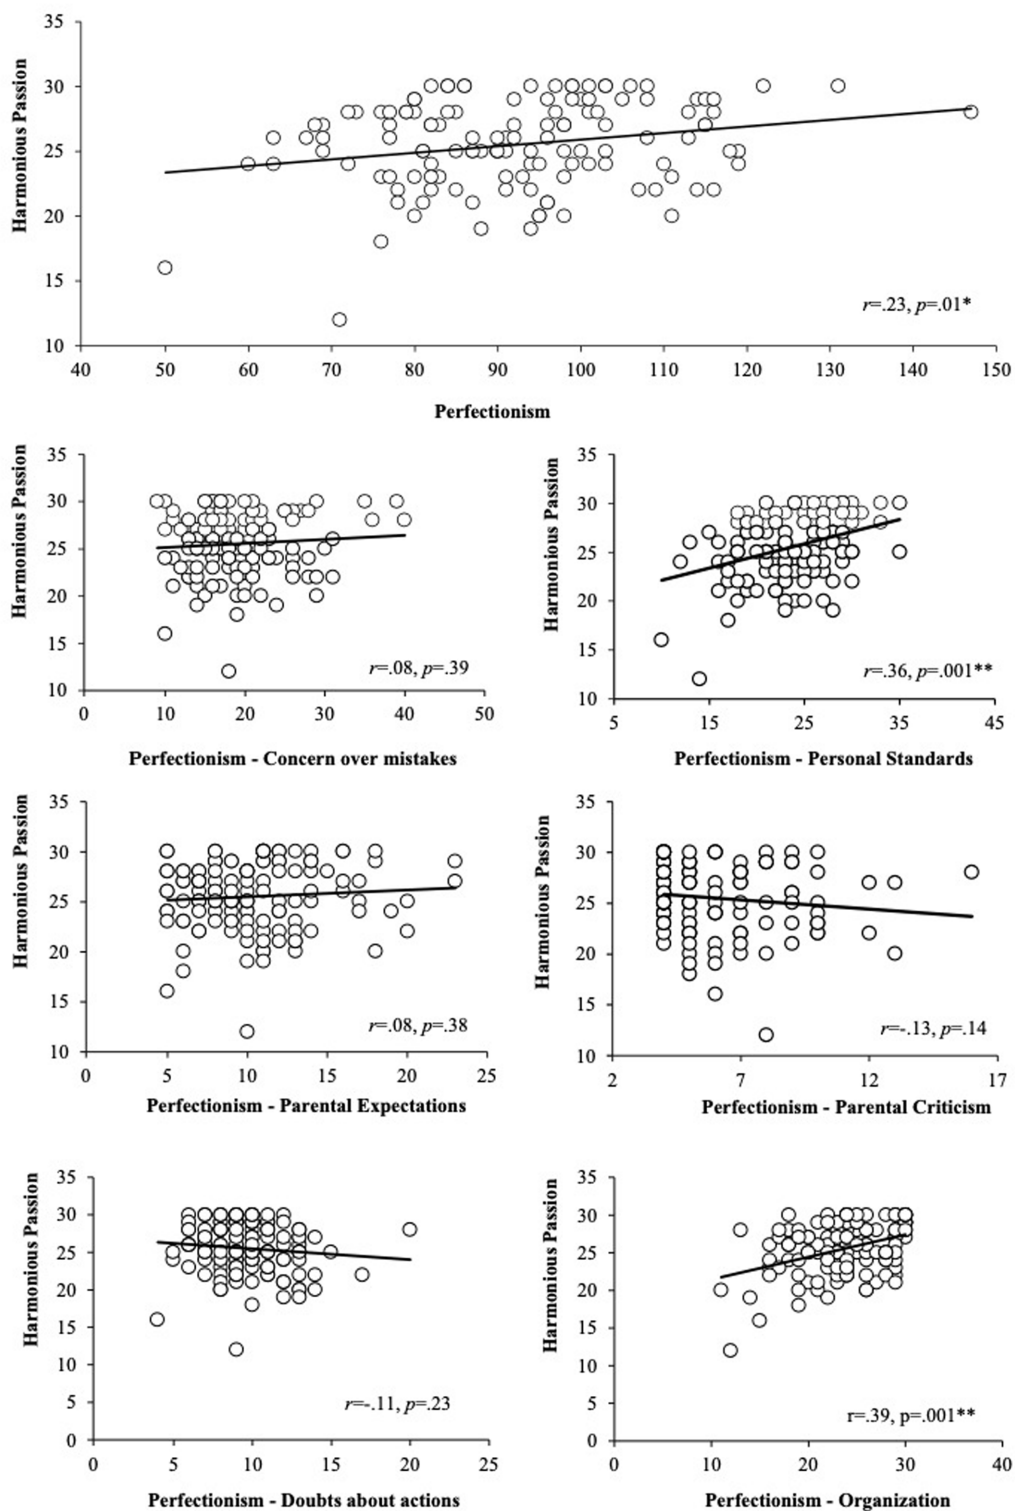 35
30
25
20
15
10
Harmonious Passion
r=.23, p=.01*
40 50 60 70 80 90 100 110 120 130 140 150
Perfectionism
35
30
25
20
15
10
Harmonious Passion
r=.08, p=.39
0 10 20 30 40 50
Perfectionism - Concern over mistakes
35
30
25
20
15
10
Harmonious Passion
r=.36, p=.001**
5 15 25 35 45
Perfectionism - Personal Standards
35
30
25
20
15
10
Harmonious Passion
r=.08, p=.38
0 5 10 15 20 25
Perfectionism - Parental Expectations
35
30
25
20
15
10
Harmonious Passion
r=-.13, p=.14
2 7 12 17
Perfectionism - Parental Criticism
35
30
25
20
15
10
5
0
Harmonious Passion
r=-.11, p=.23
0 5 10 15 20 25
Perfectionism - Doubts about actions
35
30
25
20
15
10
5
0
Harmonious Passion
r=.39, p=.001**
0 10 20 30 40
Perfectionism - Organization